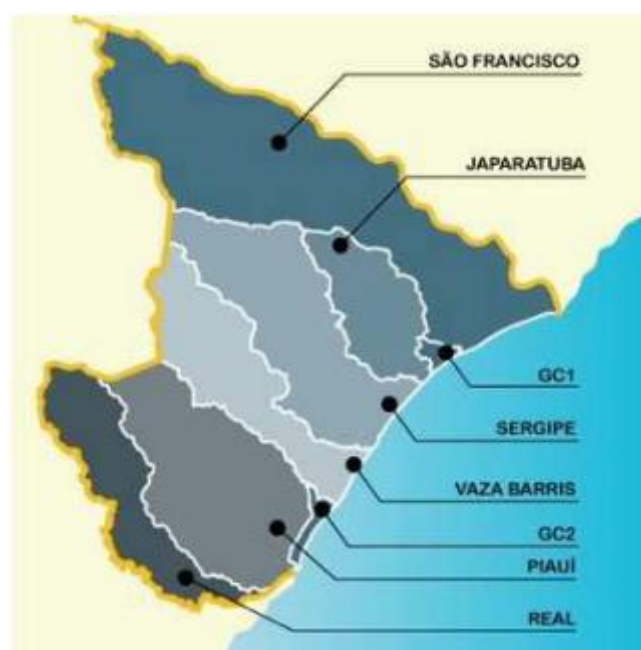 SÃO FRANCISCO
JAPARATUBA
GC1
SERGIPE
VAZA BARRIS
GC2
PIAUÍ
REAL